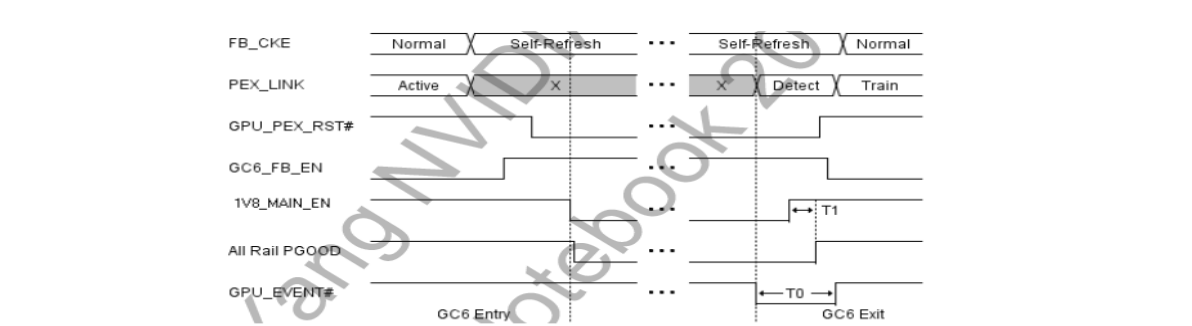 FB_CKE Normal Self-Refresh ... Self-Refresh Normal
PEX_LINK Active X ... X Detect Train
GPU_PEX_RST# ...
GC6_FB_EN ...
1V8_MAIN_EN ... T1
All Rail PGOOD ...
GPU_EVENT# ... T0
GC6 Entry GC6 Exit